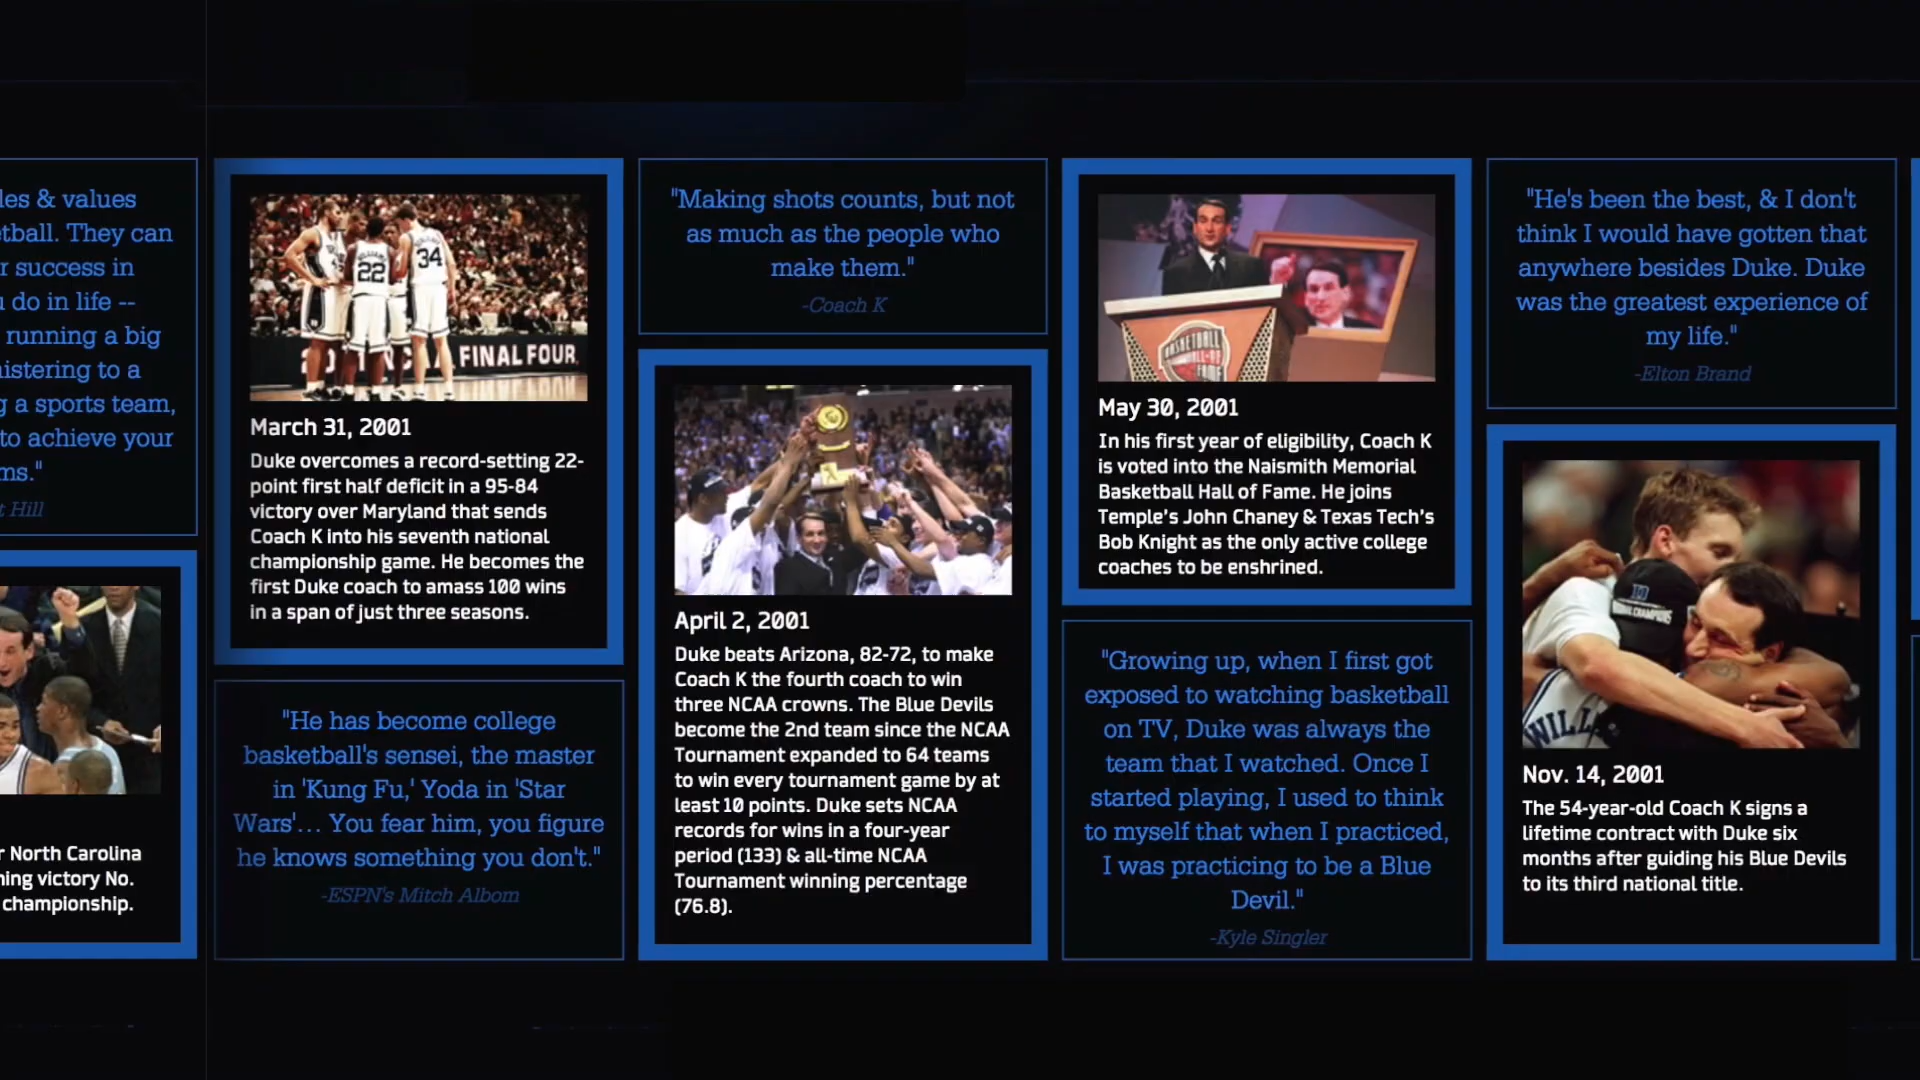 les & values
etball. They can
r success in
u do in life --
running a big
nistering to a
g a sports team,
to achieve your
ms."
t Hill
r North Carolina
ning victory No.
championship.
WILLIAMS
22
34
FINAL FOUR
March 31, 2001
Duke overcomes a record-setting 22-
point first half deficit in a 95-84
victory over Maryland that sends
Coach K into his seventh national
championship game. He becomes the
first Duke coach to amass 100 wins
in a span of just three seasons.
"He has become college
basketball's sensei, the master
in 'Kung Fu,' Yoda in 'Star
Wars'... You fear him, you figure
he knows something you don't."
-ESPN's Mitch Albom
"Making shots counts, but not
as much as the people who
make them."
-Coach K
April 2, 2001
Duke beats Arizona, 82-72, to make
Coach K the fourth coach to win
three NCAA crowns. The Blue Devils
become the 2nd team since the NCAA
Tournament expanded to 64 teams
to win every tournament game by at
least 10 points. Duke sets NCAA
records for wins in a four-year
period (133) & all-time NCAA
Tournament winning percentage
(76.8).
BASKETBALL
HALL OF
FAME
May 30, 2001
In his first year of eligibility, Coach K
is voted into the Naismith Memorial
Basketball Hall of Fame. He joins
Temple's John Chaney & Texas Tech's
Bob Knight as the only active college
coaches to be enshrined.
"Growing up, when I first got
exposed to watching basketball
on TV, Duke was always the
team that I watched. Once I
started playing, I used to think
to myself that when I practiced,
I was practicing to be a Blue
Devil."
-Kyle Singler
"He's been the best, & I don't
think I would have gotten that
anywhere besides Duke. Duke
was the greatest experience of
my life."
-Elton Brand
CHAMPIONS
WILL
Nov. 14, 2001
The 54-year-old Coach K signs a
lifetime contract with Duke six
months after guiding his Blue Devils
to its third national title.